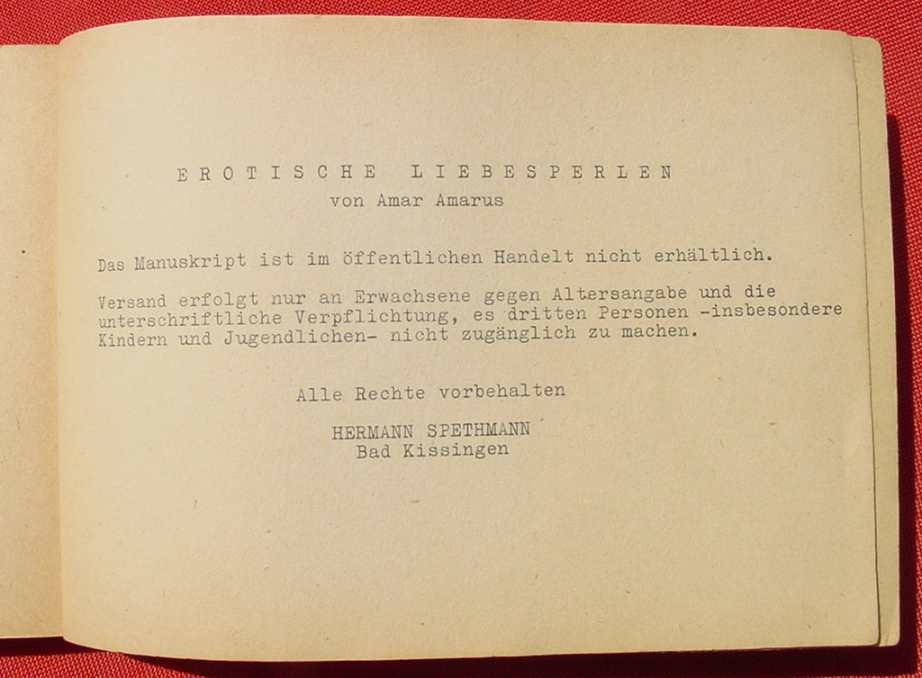 EROTISCHE LIEBESPERLEN
von Amar Amarus
Das Manuskript ist im öffentlichen Handelt nicht erhältlich.
Versand erfolgt nur an Erwachsene gegen Altersangabe und die
unterschriftliche Verpflichtung, es dritten Personen -insbesondere
Kindern und Jugendlichen- nicht zugänglich zu machen.
Alle Rechte vorbehalten
HERMANN SPETHMANN
Bad Kissingen